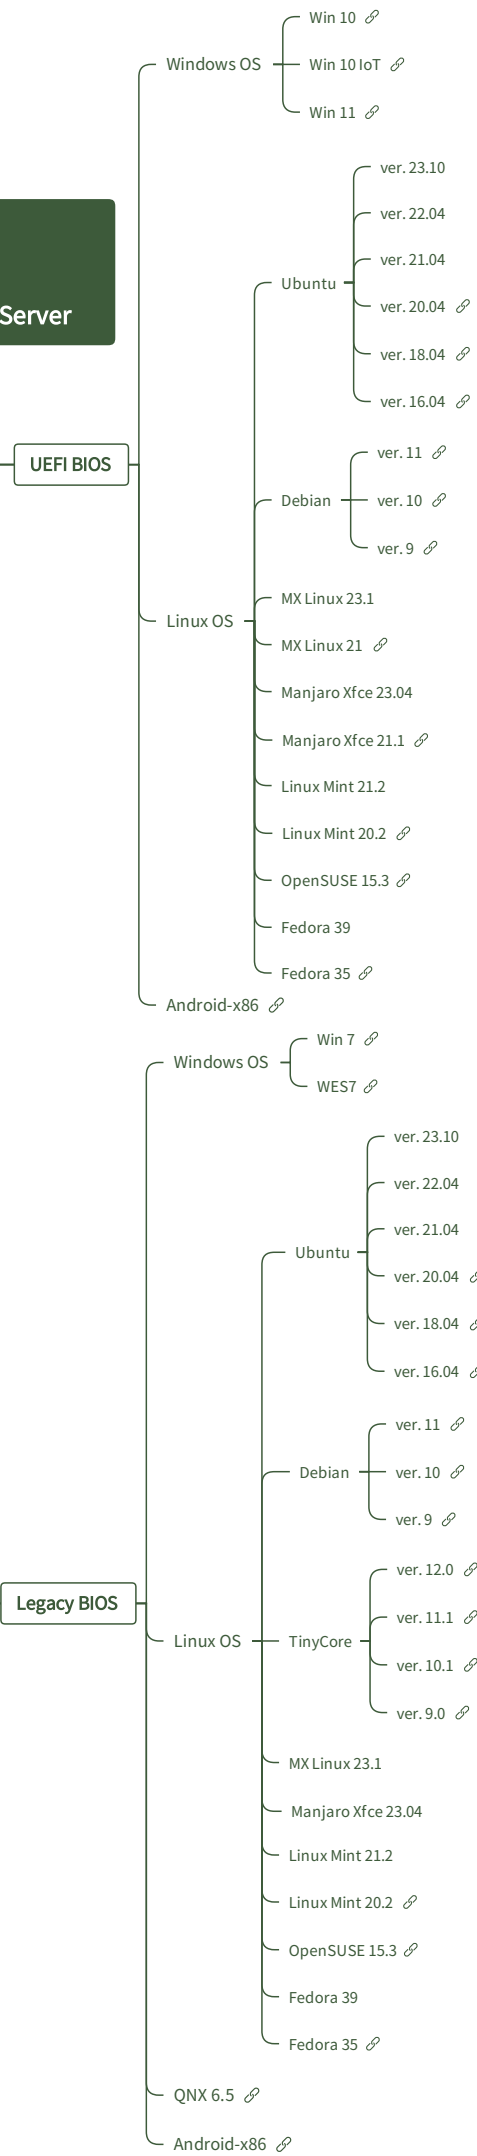 Win 10
Windows OS
Win 10 IoT
Win 11
ver. 23.10
ver. 22.04
Server
ver. 21.04
Ubuntu
ver. 20.04
ver. 18.04
ver. 16.04
UEFI BIOS
ver. 11
Debian
ver. 10
ver. 9
MX Linux 23.1
Linux OS
MX Linux 21
Manjaro Xfce 23.04
Manjaro Xfce 21.1
Linux Mint 21.2
Linux Mint 20.2
OpenSUSE 15.3
Fedora 39
Fedora 35
Android-x86
Win 7
Windows OS
WES7
ver. 23.10
ver. 22.04
ver. 21.04
Ubuntu
ver. 20.04
ver. 18.04
ver. 16.04
ver. 11
Debian
ver. 10
ver. 9
ver. 12.0
Legacy BIOS
ver. 11.1
Linux OS
TinyCore
ver. 10.1
ver. 9.0
MX Linux 23.1
Manjaro Xfce 23.04
Linux Mint 21.2
Linux Mint 20.2
OpenSUSE 15.3
Fedora 39
Fedora 35
QNX 6.5
Android-x86